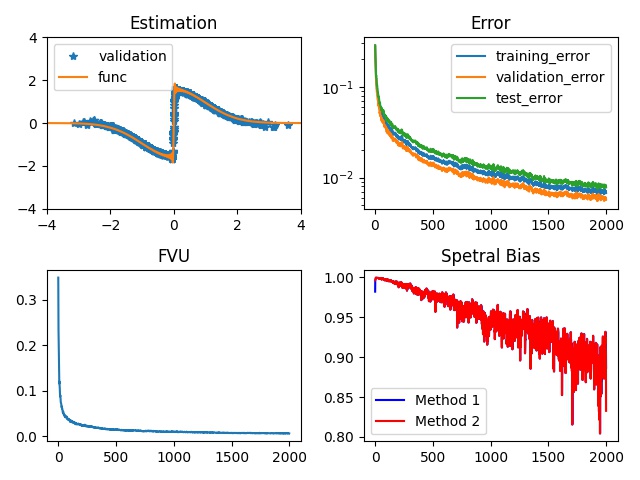 Estimation
4
2
0
−2
−4
−4 −2 0 2 4
validation
func
Error
10⁻¹
10⁻²
0 500 1000 1500 2000
training_error
validation_error
test_error
FVU
0.3
0.2
0.1
0.0
0 500 1000 1500 2000
Spetral Bias
1.00
0.95
0.90
0.85
0.80
0 500 1000 1500 2000
Method 1
Method 2